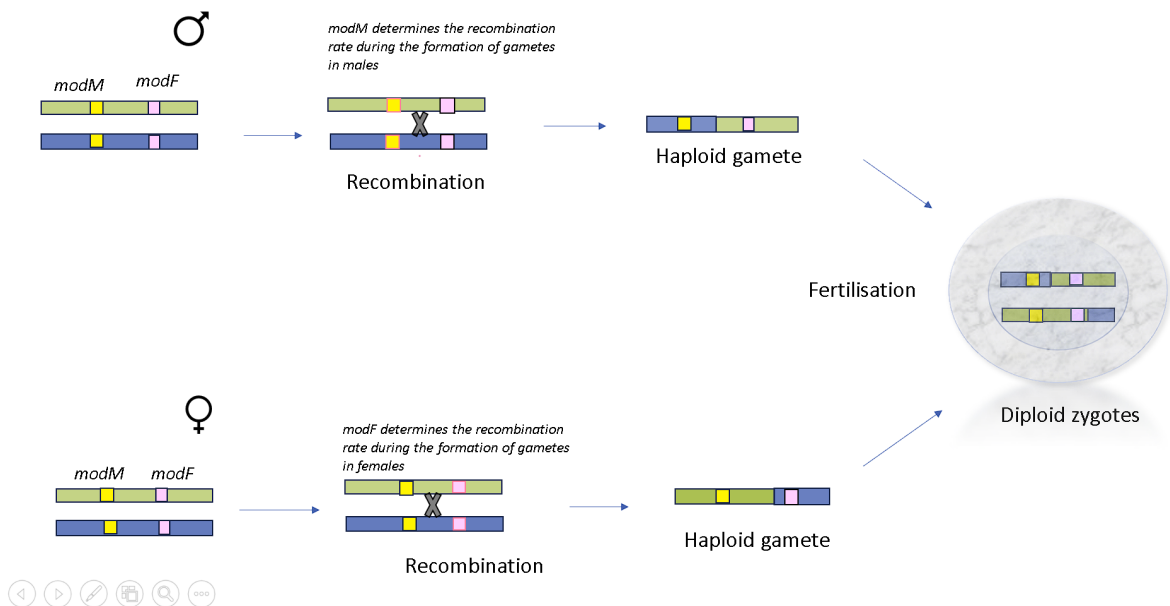 modM determines the recombination
rate during the formation of gametes
in males
modM modF
Haploid gamete
Recombination
Fertilisation
Diploid zygotes
modF determines the recombination
rate during the formation of gametes
in females
modM modF
Haploid gamete
Recombination